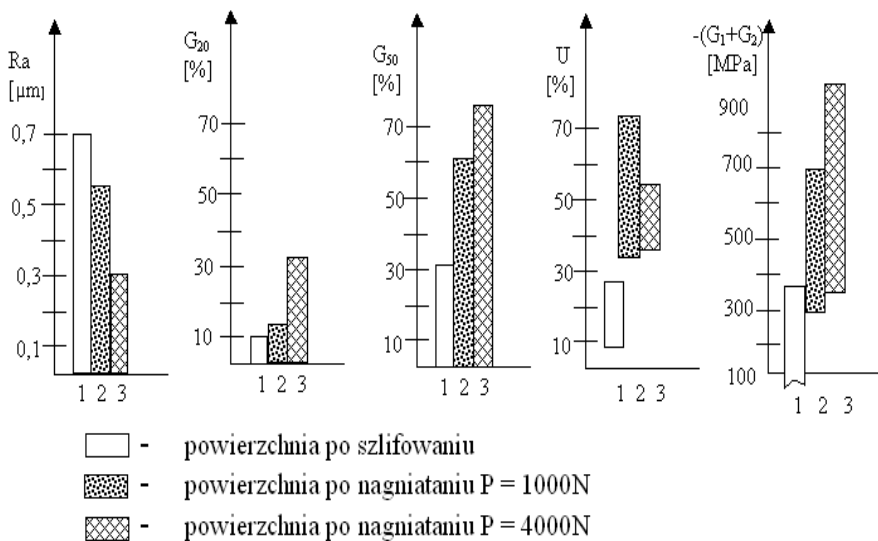 Ra
[μm]
0,7
0,5
0,3
0,1
1 2 3
G20
[%]
70
50
30
10
1 2 3
G50
[%]
70
50
30
10
1 2 3
U
[%]
70
50
30
10
1 2 3
-(G1+G2)
[MPa]
900
700
500
300
100
1 2 3
- powierzchnia po szlifowaniu
- powierzchnia po nagniataniu P = 1000N
- powierzchnia po nagniataniu P = 4000N